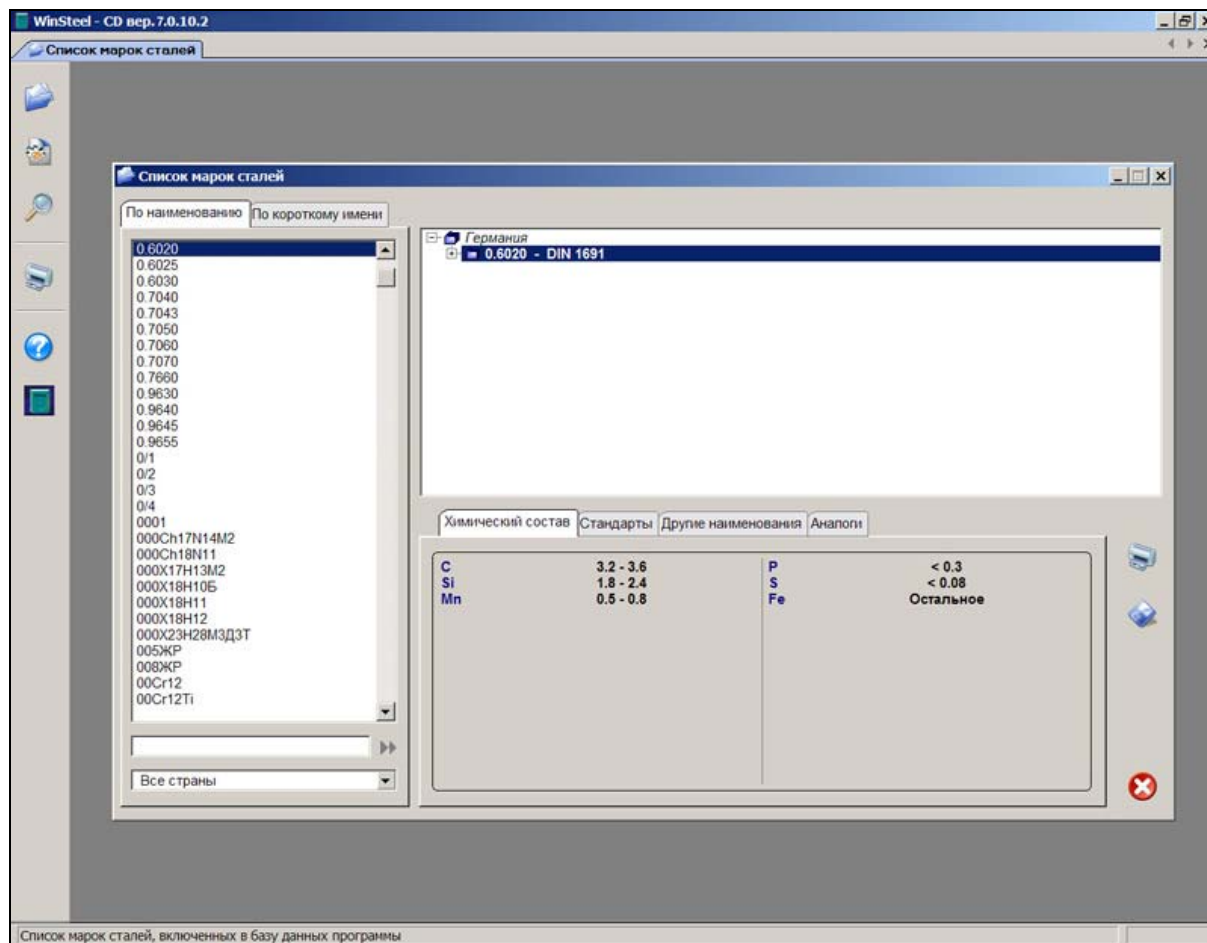 WinSteel - CD вер.7.0.10.2
Список марок сталей
Список марок сталей
По наименованию По короткому имени
0.6020
0.6025
0.6030
0.7040
0.7043
0.7050
0.7060
0.7070
0.7660
0.9630
0.9640
0.9645
0.9655
0/1
0/2
0/3
0/4
0001
000Ch17N14M2
000Ch18N11
000Х17Н13М2
000Х18Н10Б
000Х18Н11
000Х18Н12
000Х23Н28М3Д3Т
005ЖР
008ЖР
00Cr12
00Cr12Ti
Все страны
Германия
0.6020 - DIN 1691
Химический состав Стандарты Другие наименования Аналоги
C 3.2 - 3.6 P < 0.3
Si 1.8 - 2.4 S < 0.08
Mn 0.5 - 0.8 Fe Остальное
Список марок сталей, включенных в базу данных программы